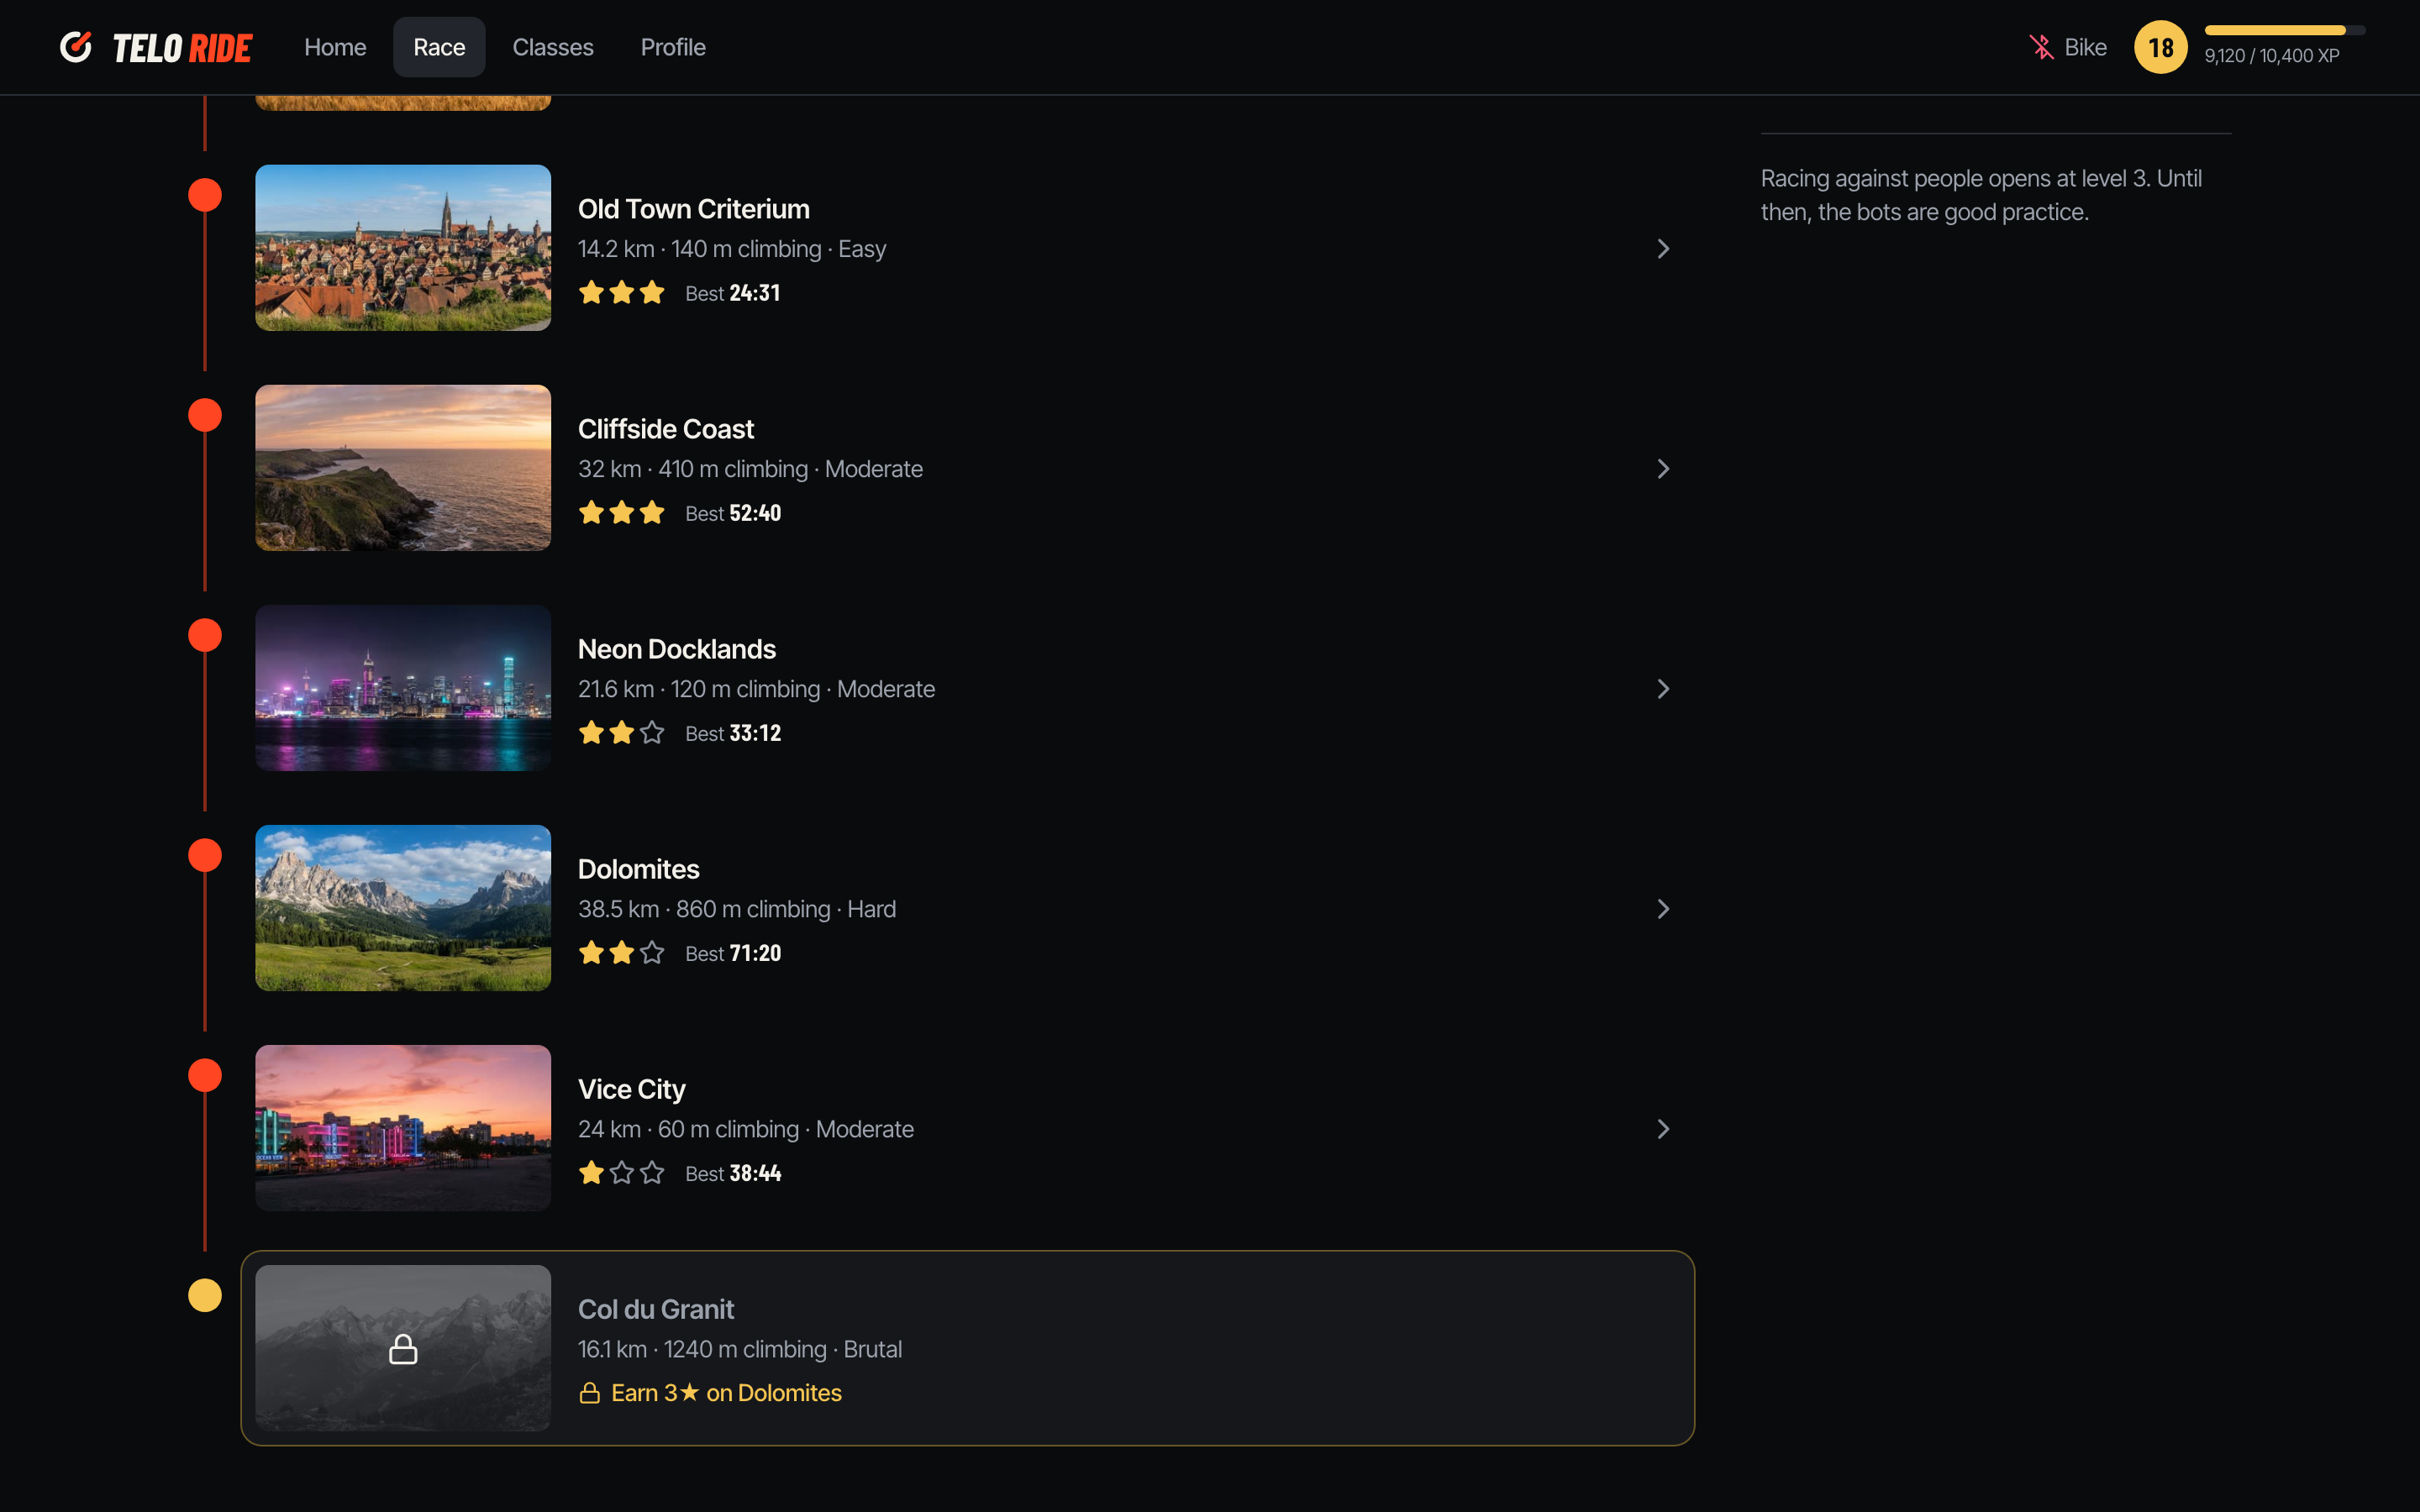 TELO RIDE
Home
Race
Classes
Profile
Bike
18
9,120 / 10,400 XP
Old Town Criterium
14.2 km · 140 m climbing · Easy
Best 24:31
Cliffside Coast
32 km · 410 m climbing · Moderate
Best 52:40
Neon Docklands
21.6 km · 120 m climbing · Moderate
Best 33:12
Dolomites
38.5 km · 860 m climbing · Hard
Best 71:20
Vice City
24 km · 60 m climbing · Moderate
Best 38:44
Col du Granit
16.1 km · 1240 m climbing · Brutal
Earn 3★ on Dolomites
Racing against people opens at level 3. Until
then, the bots are good practice.